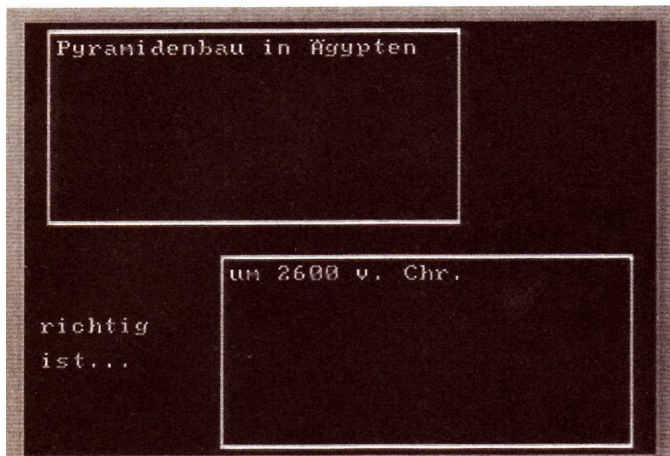 Pyramidenbau in Ägypten
um 2600 v. Chr.
richtig
ist...